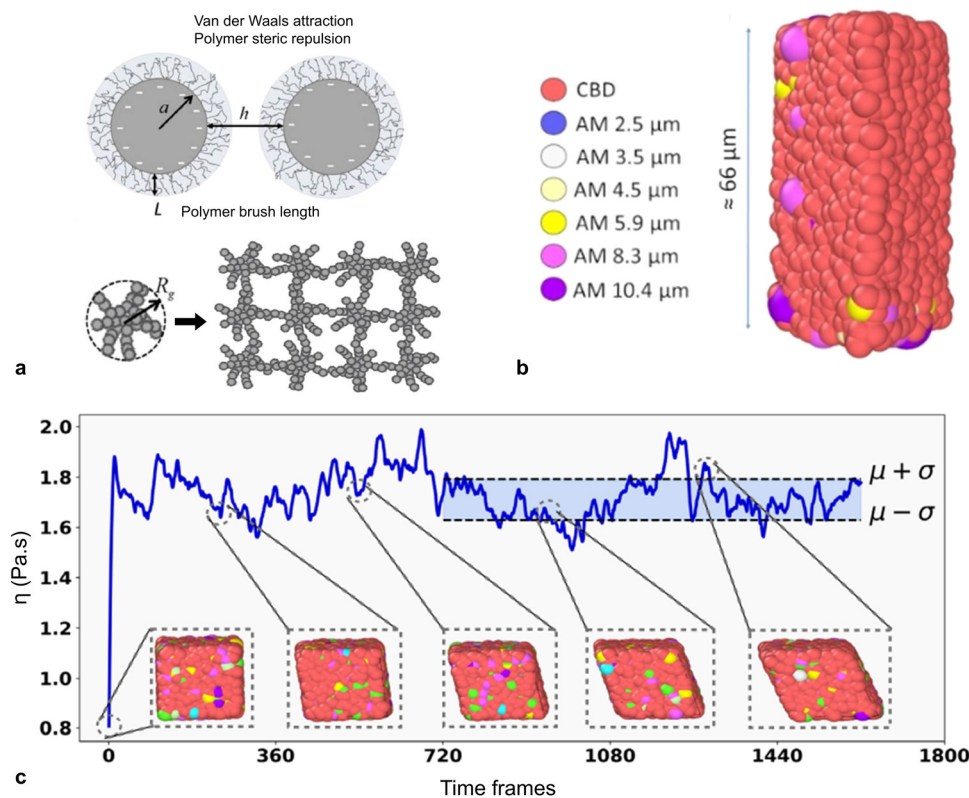 Van der Waals attraction
Polymer steric repulsion
a
h
L
Polymer brush length
Rg
a
CBD
AM 2.5 μm
AM 3.5 μm
AM 4.5 μm
AM 5.9 μm
AM 8.3 μm
AM 10.4 μm
≈ 66 μm
b
2.0
1.8
1.6
1.4
1.2
1.0
0.8
η (Pa.s)
μ + σ
μ − σ
0
360
720
1080
1440
1800
Time frames
c